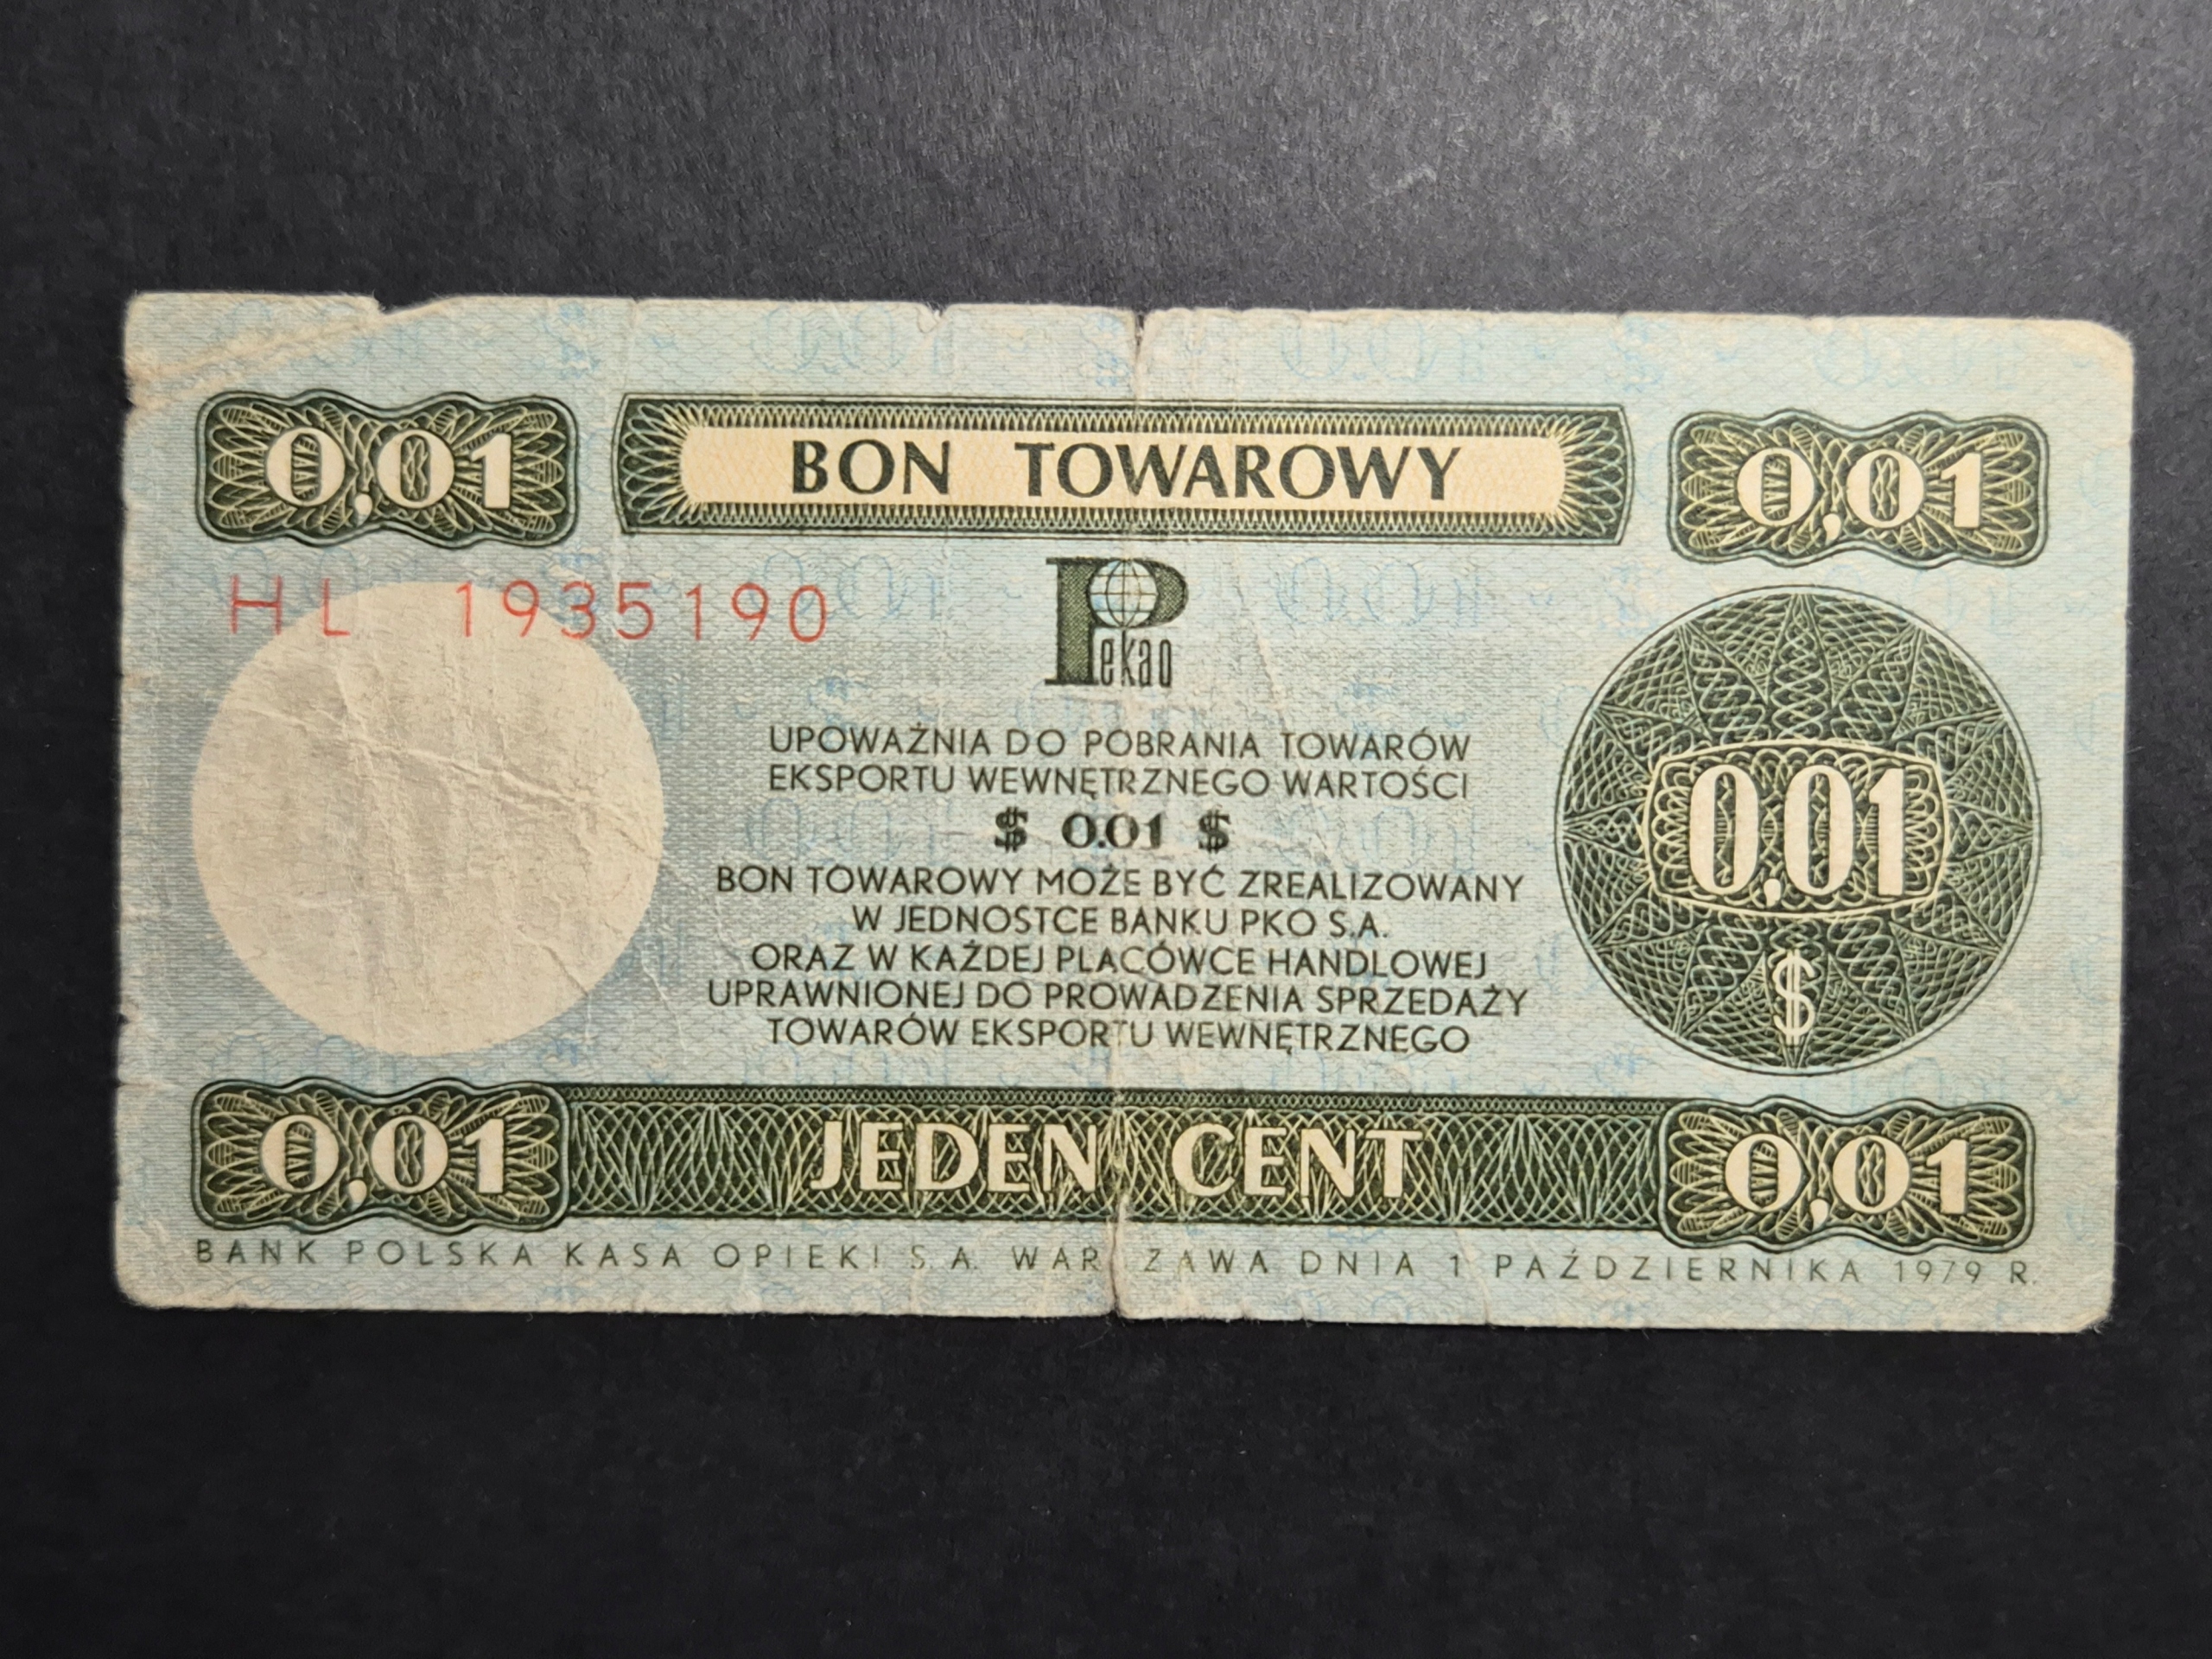 0,01 BON TOWAROWY 0,01
HL 1935190
Pekao
UPOWAŻNIA DO POBRANIA TOWARÓW
EKSPORTU WEWNĘTRZNEGO WARTOŚCI
$ 0.01 $
BON TOWAROWY MOŻE BYĆ ZREALIZOWANY
W JEDNOSTCE BANKU PKO S.A.
ORAZ W KAŻDEJ PLACÓWCE HANDLOWEJ
UPRAWNIONEJ DO PROWADZENIA SPRZEDAŻY
TOWARÓW EKSPORTU WEWNĘTRZNEGO
0,01
$
0,01 JEDEN CENT 0,01
BANK POLSKA KASA OPIEKI S.A. WARSZAWA DNIA 1 PAŹDZIERNIKA 1979 R.